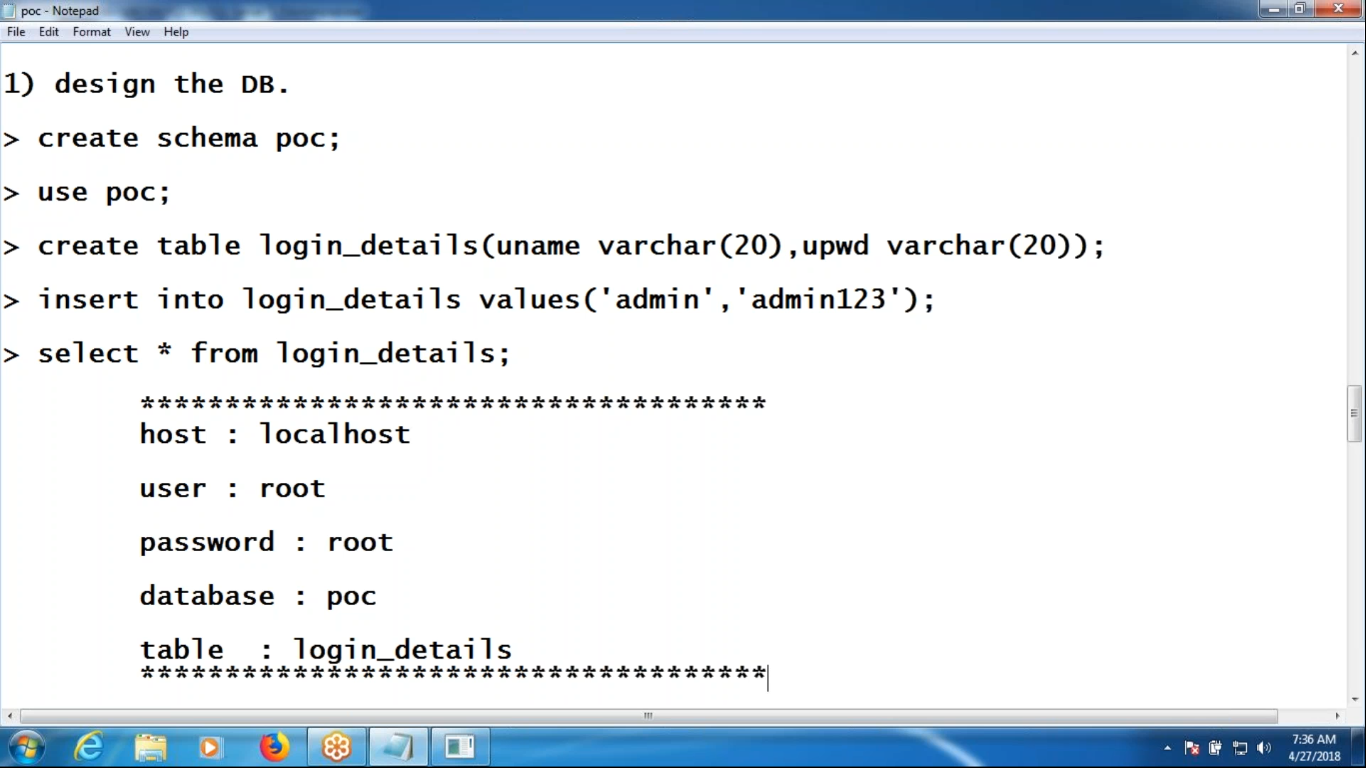 poc - Notepad
File Edit Format View Help
1) design the DB.
> create schema poc;
> use poc;
> create table login_details(uname varchar(20),upwd varchar(20));
> insert into login_details values('admin','admin123');
> select * from login_details;
*************************************
host : localhost
user : root
password : root
database : poc
table  : login_details
*************************************
7:36 AM
4/27/2018